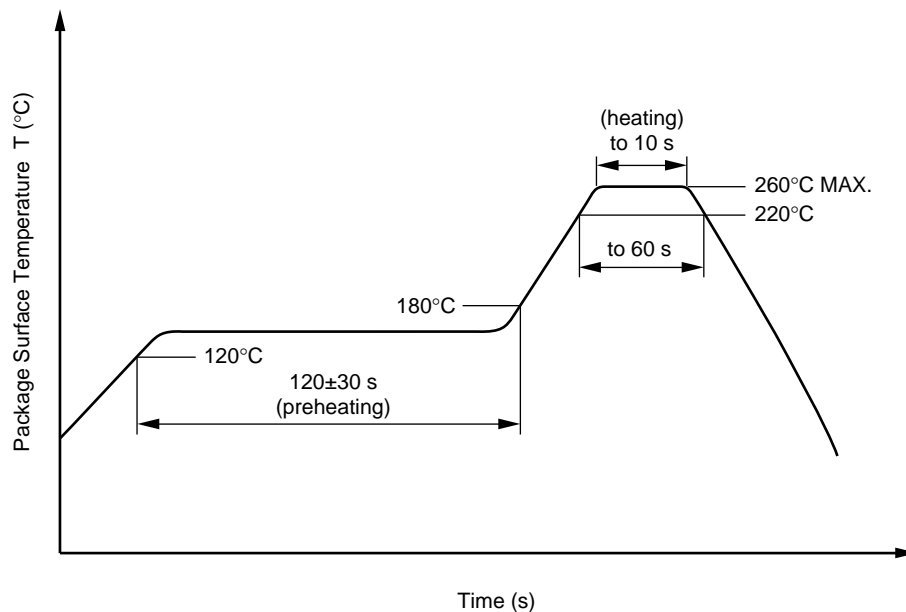 (heating)
to 10 s
260°C MAX.
220°C
to 60 s
180°C
120°C
120±30 s
(preheating)
Package Surface Temperature T (°C)
Time (s)